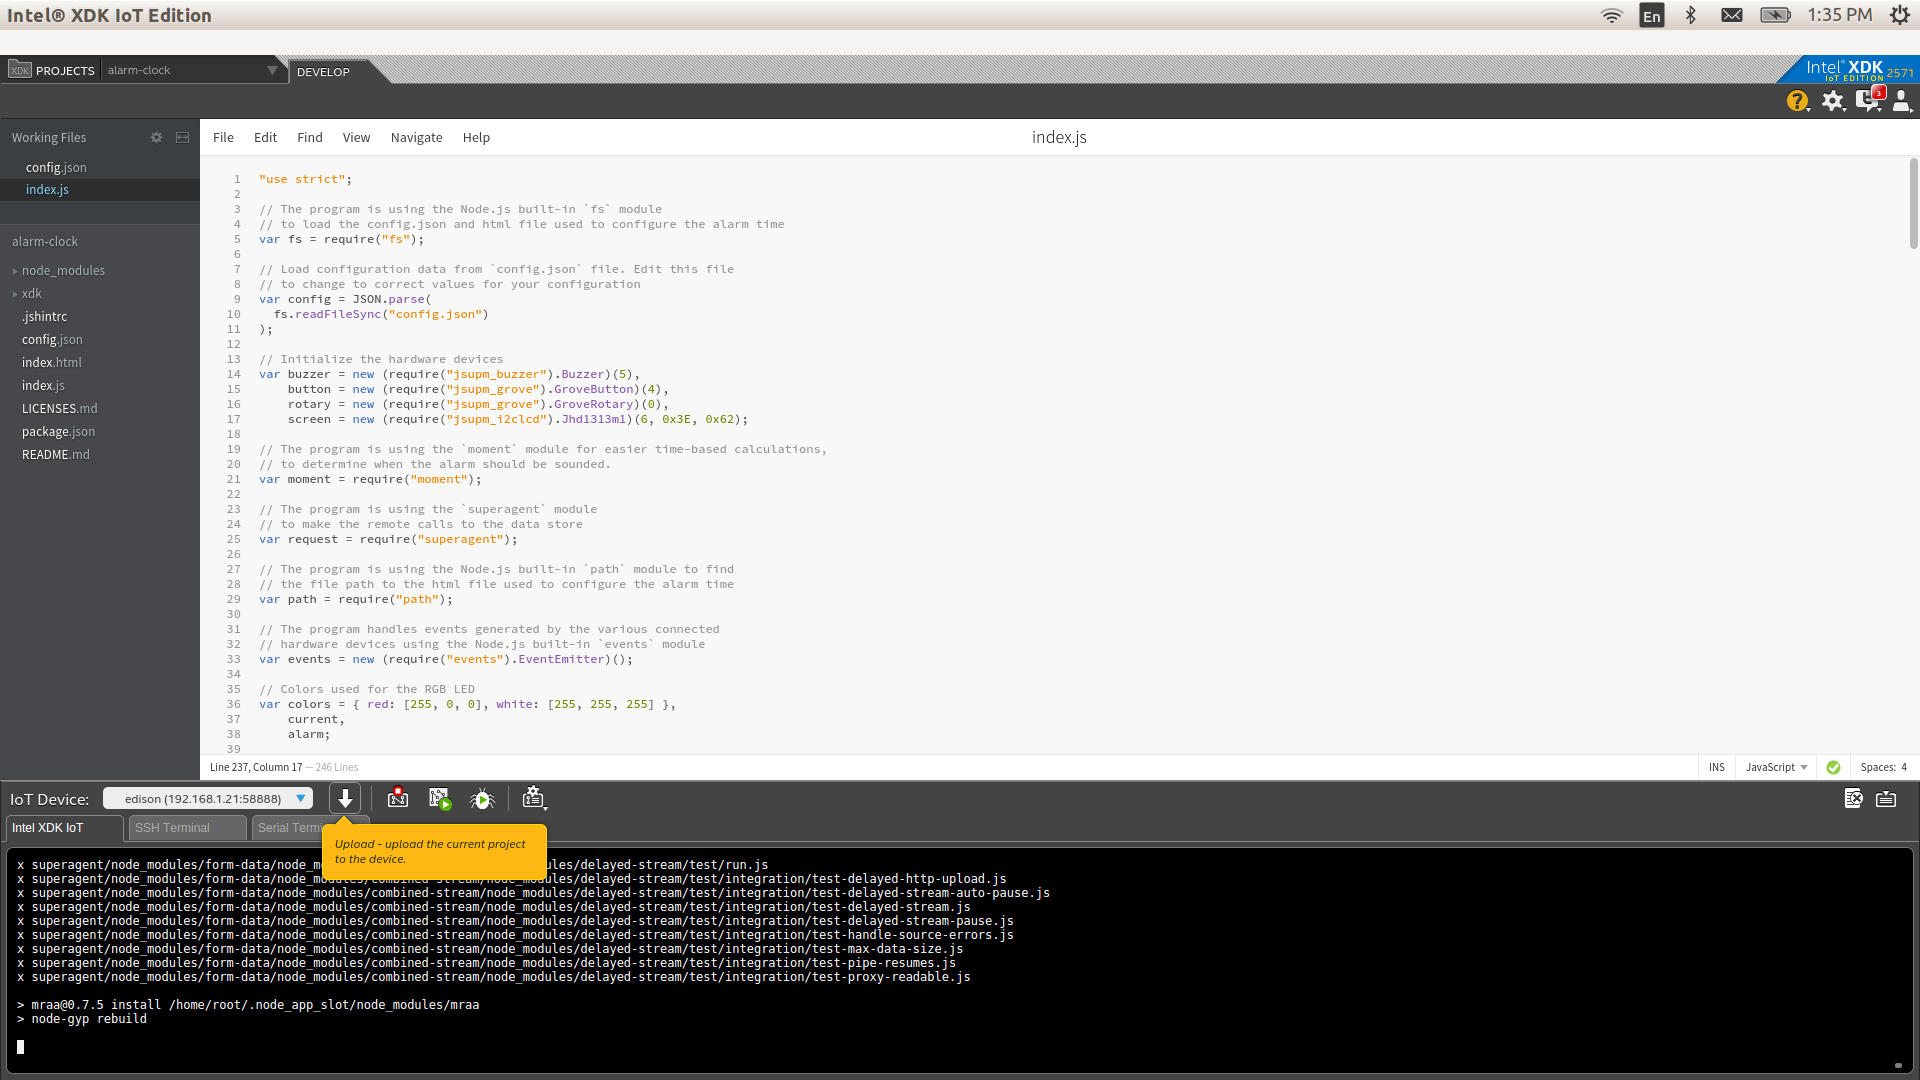 Intel® XDK IoT Edition
En
1:35 PM
XDK PROJECTS
alarm-clock
DEVELOP
Intel® XDK
IoT EDITION 2571
?
3
Working Files
config.json
index.js
alarm-clock
node_modules
xdk
.jshintrc
config.json
index.html
index.js
LICENSES.md
package.json
README.md
File Edit Find View Navigate Help
index.js
1 "use strict";
2
3 // The program is using the Node.js built-in `fs` module
4 // to load the config.json and html file used to configure the alarm time
5 var fs = require("fs");
6
7 // Load configuration data from `config.json` file. Edit this file
8 // to change to correct values for your configuration
9 var config = JSON.parse(
10   fs.readFileSync("config.json")
11 );
12
13 // Initialize the hardware devices
14 var buzzer = new (require("jsupm_buzzer").Buzzer)(5),
15     button = new (require("jsupm_grove").GroveButton)(4),
16     rotary = new (require("jsupm_grove").GroveRotary)(0),
17     screen = new (require("jsupm_i2clcd").Jhd1313m1)(6, 0x3E, 0x62);
18
19 // The program is using the `moment` module for easier time-based calculations,
20 // to determine when the alarm should be sounded.
21 var moment = require("moment");
22
23 // The program is using the `superagent` module
24 // to make the remote calls to the data store
25 var request = require("superagent");
26
27 // The program is using the Node.js built-in `path` module to find
28 // the file path to the html file used to configure the alarm time
29 var path = require("path");
30
31 // The program handles events generated by the various connected
32 // hardware devices using the Node.js built-in `events` module
33 var events = new (require("events").EventEmitter)();
34
35 // Colors used for the RGB LED
36 var colors = { red: [255, 0, 0], white: [255, 255, 255] },
37     current,
38     alarm;
39
Line 237, Column 17 — 246 Lines
INS
JavaScript
Spaces: 4
IoT Device:
edison (192.168.1.21:58888)
Intel XDK IoT
SSH Terminal
Serial Termi
Upload - upload the current project
to the device.
x superagent/node_modules/form-data/node_m ules/delayed-stream/test/run.js
x superagent/node_modules/form-data/node_modules/combined-stream/node_modules/delayed-stream/test/integration/test-delayed-http-upload.js
x superagent/node_modules/form-data/node_modules/combined-stream/node_modules/delayed-stream/test/integration/test-delayed-stream-auto-pause.js
x superagent/node_modules/form-data/node_modules/combined-stream/node_modules/delayed-stream/test/integration/test-delayed-stream.js
x superagent/node_modules/form-data/node_modules/combined-stream/node_modules/delayed-stream/test/integration/test-delayed-stream-pause.js
x superagent/node_modules/form-data/node_modules/combined-stream/node_modules/delayed-stream/test/integration/test-handle-source-errors.js
x superagent/node_modules/form-data/node_modules/combined-stream/node_modules/delayed-stream/test/integration/test-max-data-size.js
x superagent/node_modules/form-data/node_modules/combined-stream/node_modules/delayed-stream/test/integration/test-pipe-resumes.js
x superagent/node_modules/form-data/node_modules/combined-stream/node_modules/delayed-stream/test/integration/test-proxy-readable.js
> mraa@0.7.5 install /home/root/.node_app_slot/node_modules/mraa
> node-gyp rebuild